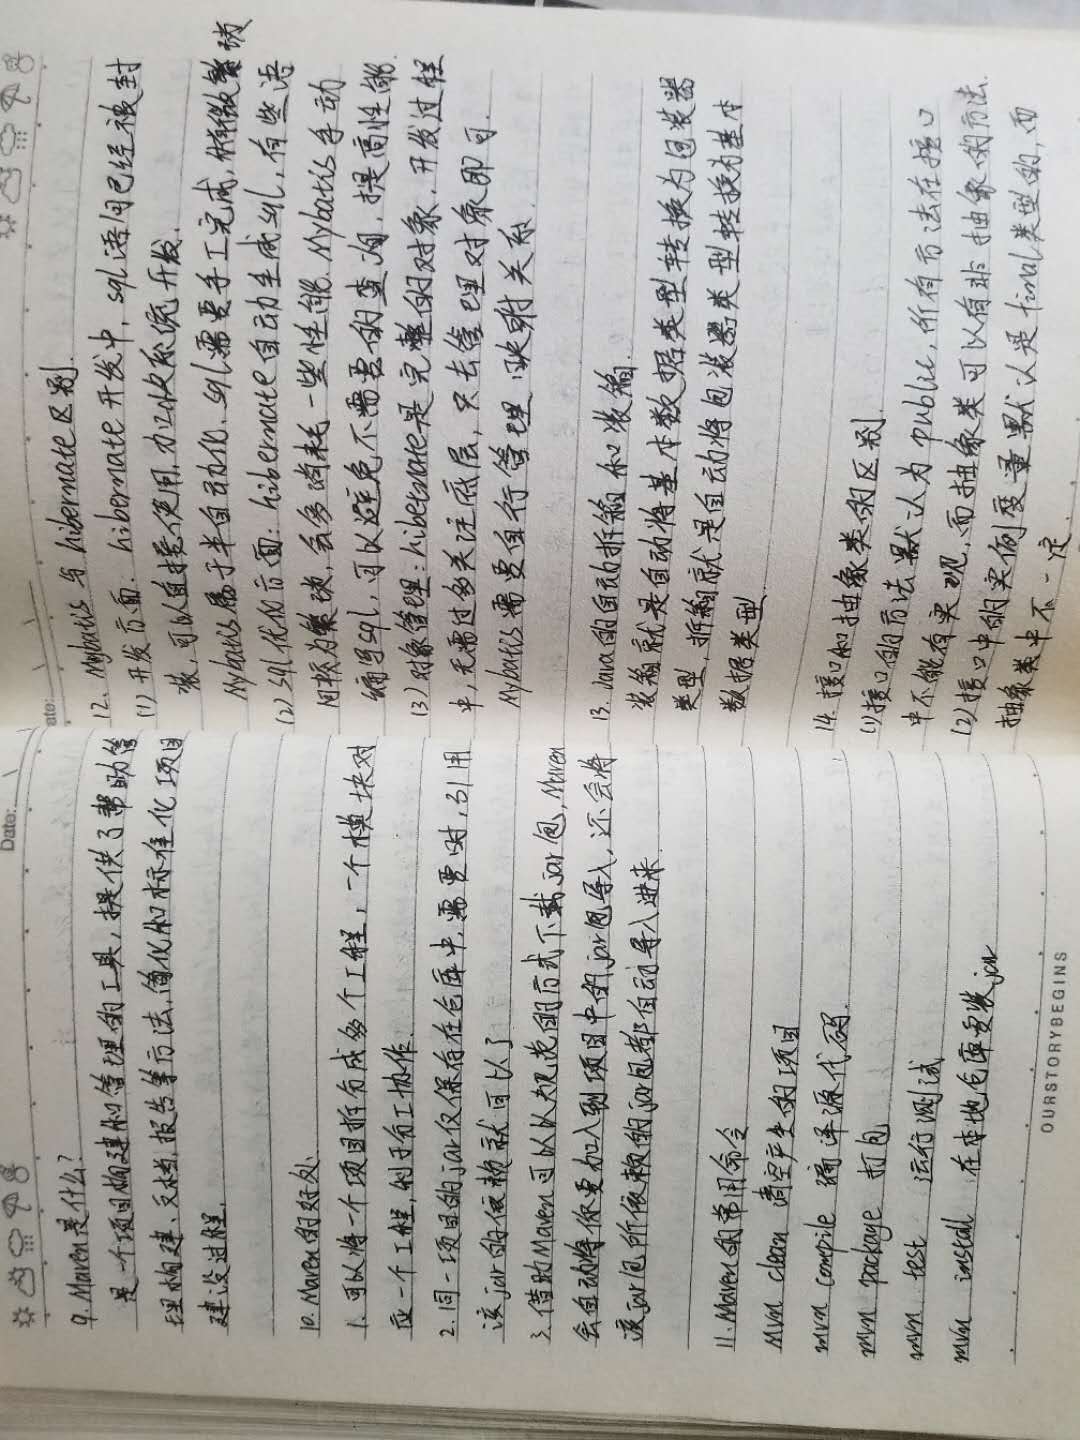 Date:
9. Maven是什么?
是一个项目构建和管理的工具,提供了帮助管
理构建、文档,报告等方法,简化和标准化项目
建设过程.
10. Maven的好处.
1. 可以将一个项目拆分成多个工程,一个模块对
应一个工程,利于分工协作.
2. 同一项目的jar仅保存在仓库中,需要时,引用
该jar的依赖就可以了
3. 借助Maven可以以规范的方式下载jar包,Maven
会自动将你要加入到项目中的jar包导入,还会将
该jar包所依赖的jar包都自动导入进来.
11. Maven的常用命令
mvn clean 清空产生的项目
mvn compile 编译源代码.
mvn package 打包
mvn test 运行测试
mvn install 在本地仓库安装jar
OURSTORYBEGINS
ate:
12. Mybatis 与 hibernate区别.
(1) 开发方面: hibernate开发中,sql语句已经被封
装,可以直接使用,加快系统开发.
Mybatis属于半自动化,sql需要手工完成,稍微繁琐
(2) sql优化方面: hibernate自动生成sql,有些语
句较为繁琐,会多消耗一些性能. Mybatis手动
编写sql,可以避免不需要的查询,提高性能.
(3) 对象管理: hibetnate是完整的对象,开发过程
中,无需过多关注底层,只去管理对象即可.
Mybatis需要自行管理映射关系.
13. Java的自动拆箱和装箱.
装箱就是自动将基本数据类型转换为包装器
类型,拆箱就是自动将包装器类型转换为基本
数据类型.
14. 接口和抽象类的区别.
(1) 接口的方法默认为public,所有方法在接口
中不能有实现,而抽象类可以有非抽象的方法.
(2) 接口中的实例变量默认是final类型的,而
抽象类中不一定.